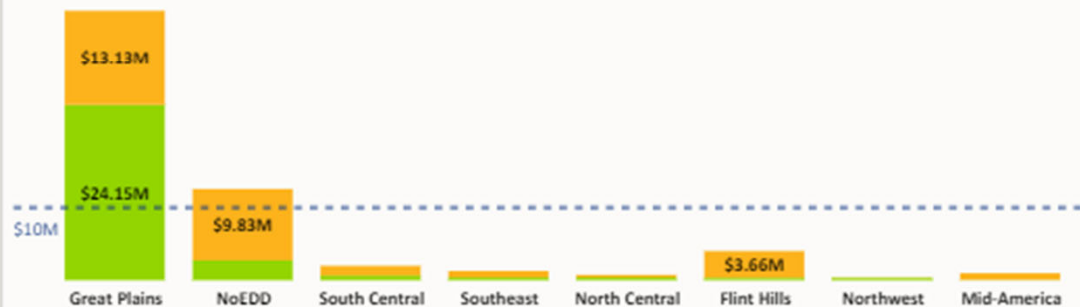 $13.13M
$24.15M
$9.83M
$10M
$3.66M
Great Plains NoEDD South Central Southeast North Central Flint Hills Northwest Mid-America